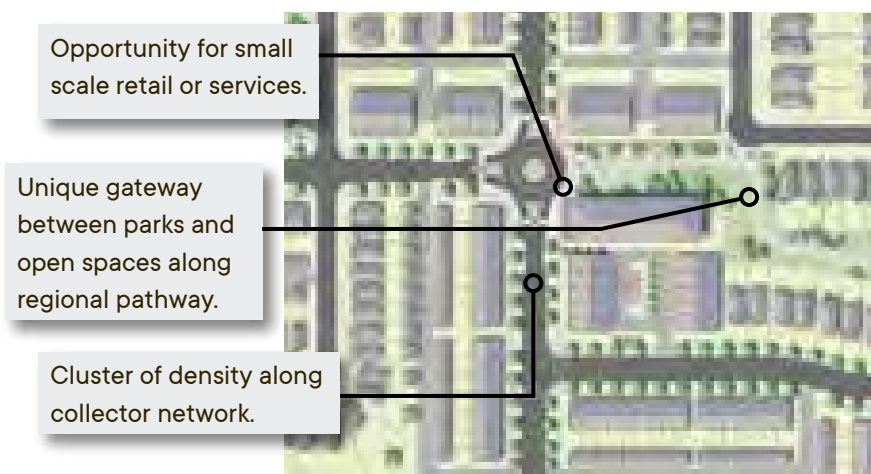 Opportunity for small
scale retail or services.
Unique gateway
between parks and
open spaces along
regional pathway.
Cluster of density along
collector network.